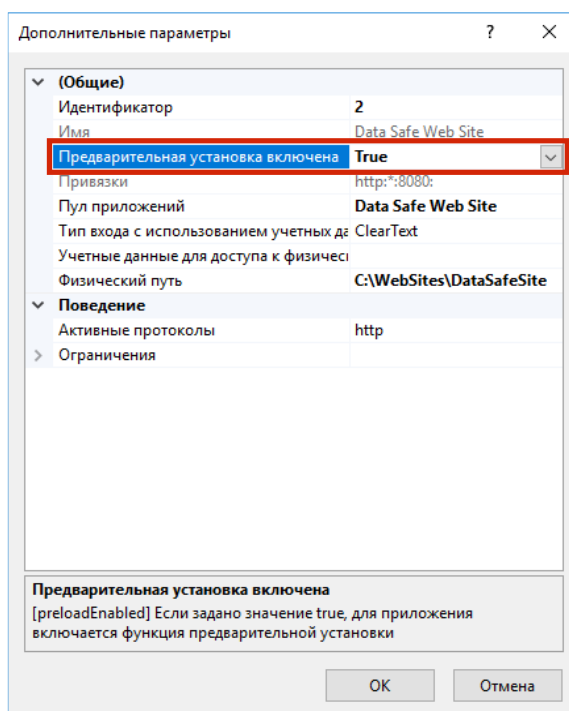 Дополнительные параметры ? ×
(Общие)
Идентификатор 2
Имя Data Safe Web Site
Предварительная установка включена True
Привязки http:*:8080:
Пул приложений Data Safe Web Site
Тип входа с использованием учетных да ClearText
Учетные данные для доступа к физичес
Физический путь C:\WebSites\DataSafeSite
Поведение
Активные протоколы http
Ограничения
Предварительная установка включена
[preloadEnabled] Если задано значение true, для приложения
включается функция предварительной установки
OK Отмена